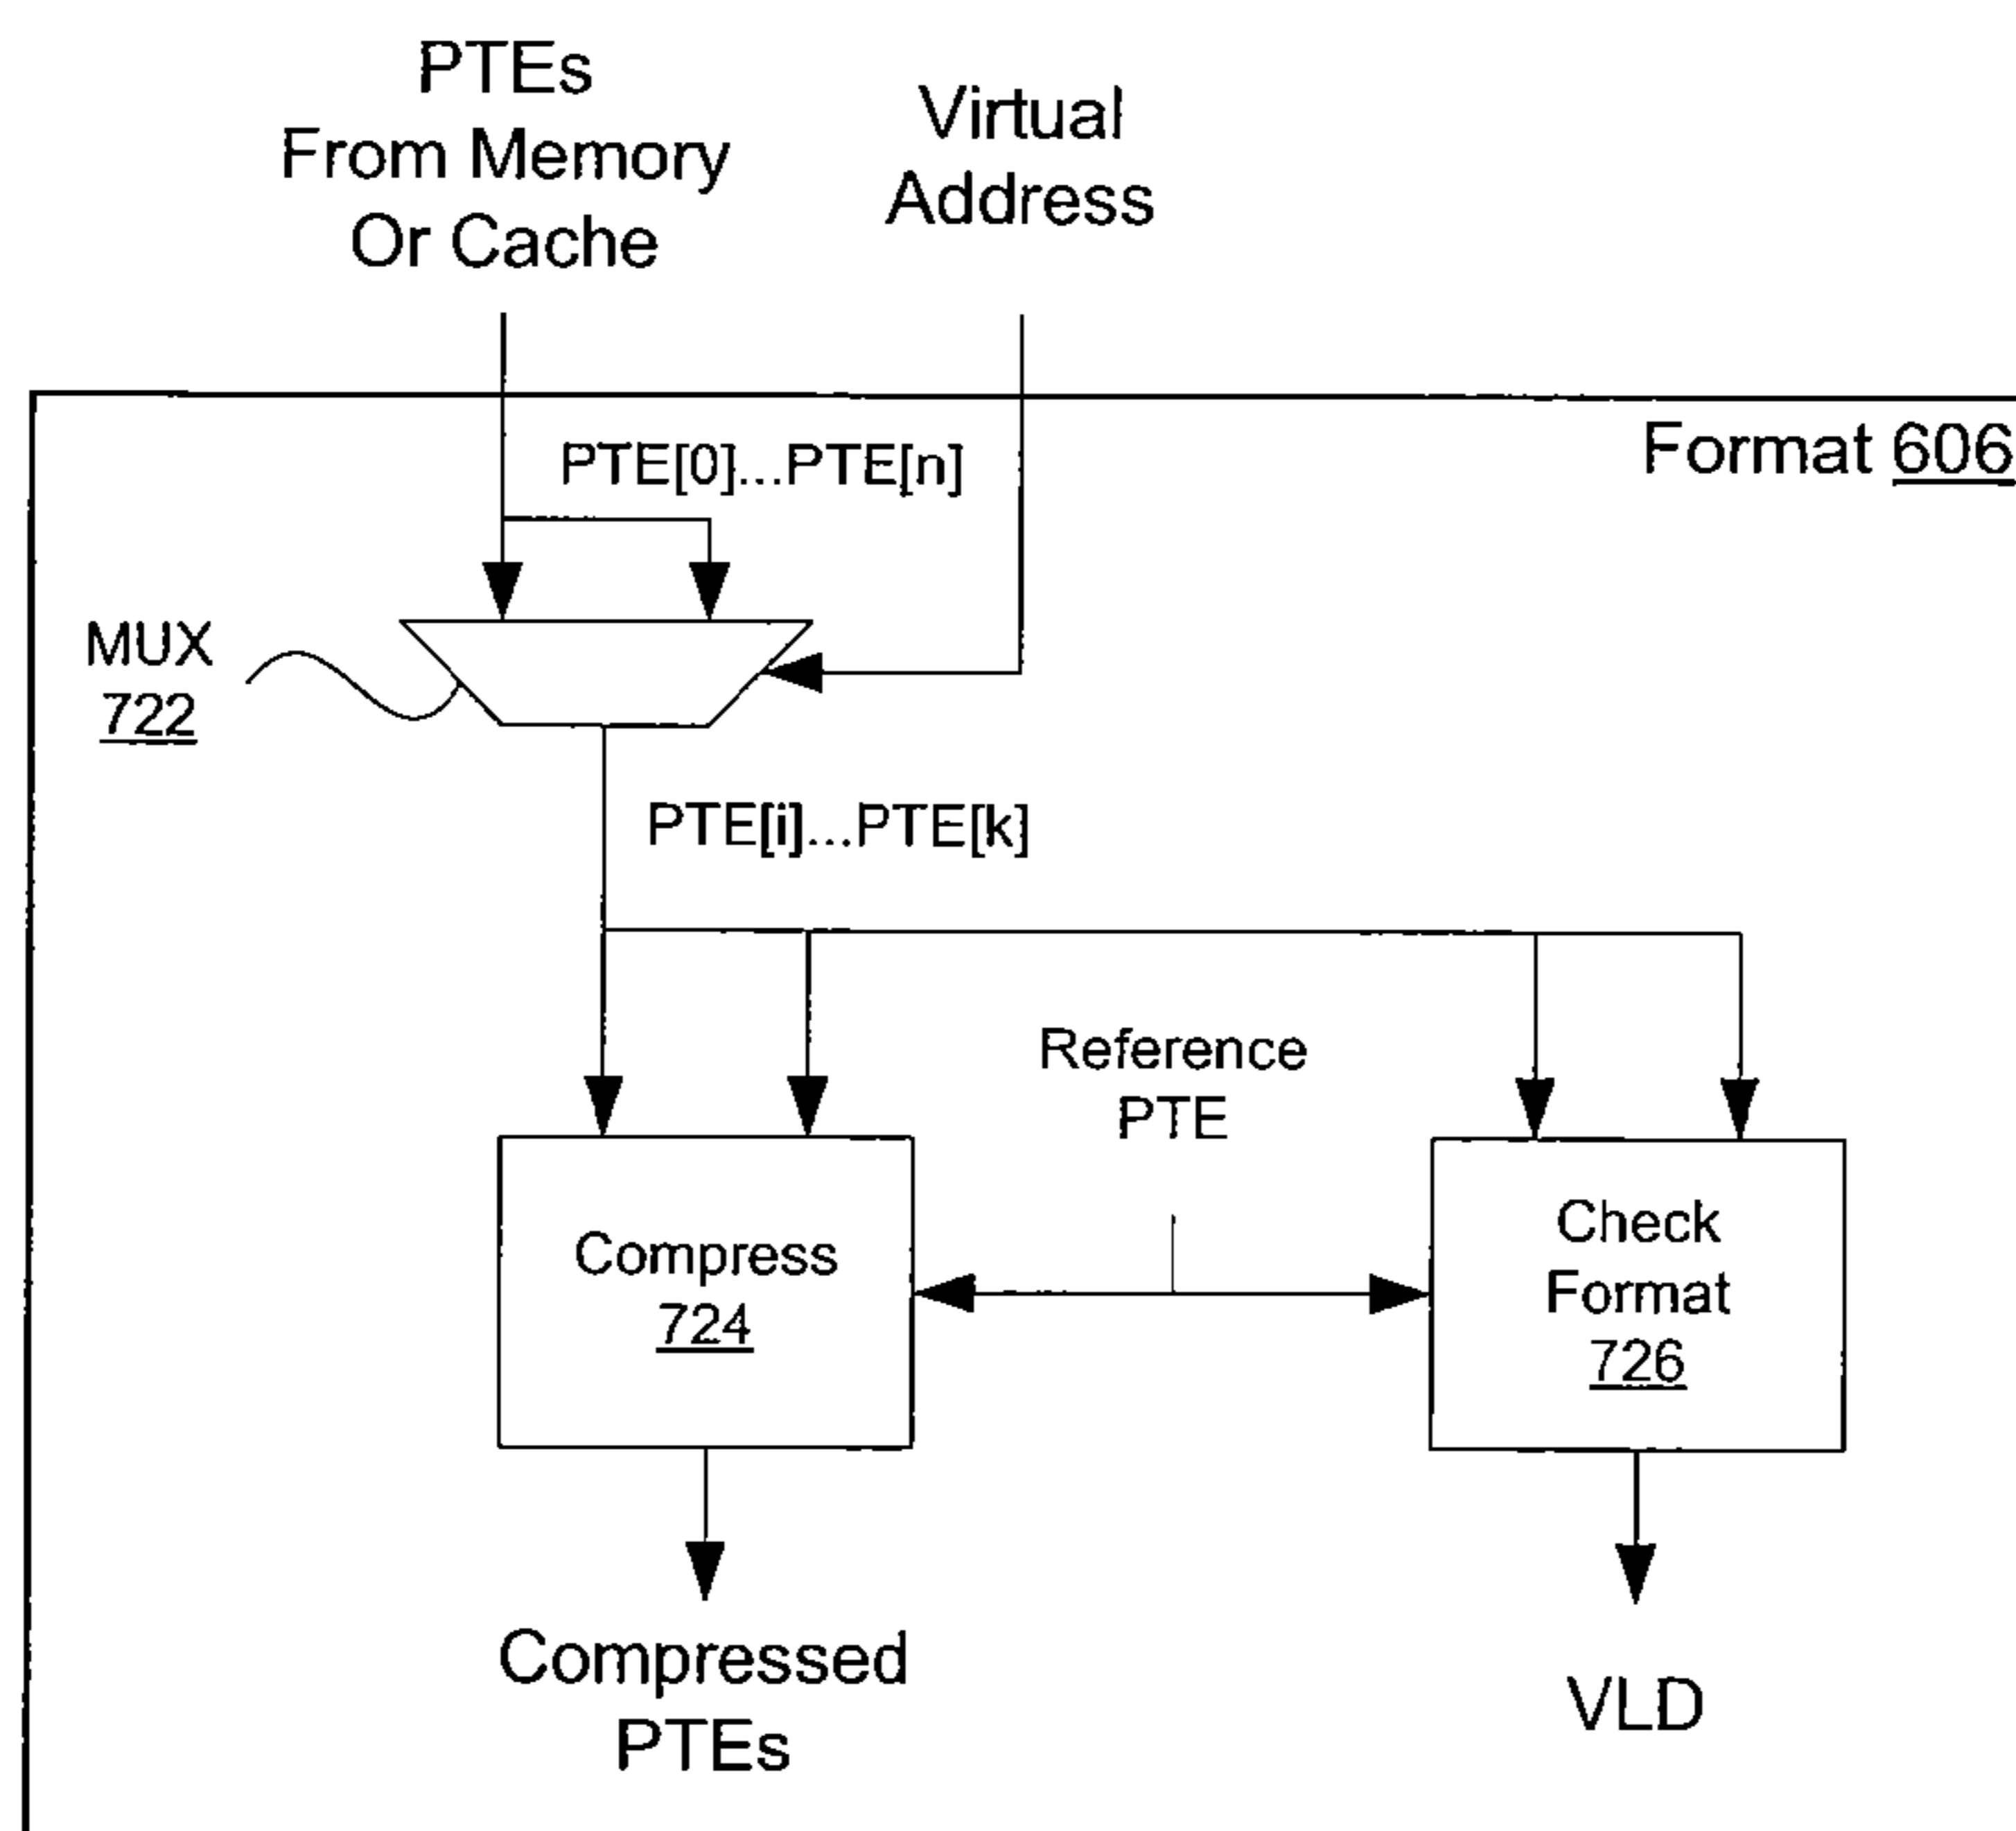 PTEs
From Memory
Or Cache
Virtual
Address
Format 606
PTE[0]...PTE[n]
MUX
722
PTE[i]...PTE[k]
Reference
PTE
Compress
724
Check
Format
726
Compressed
PTEs
VLD